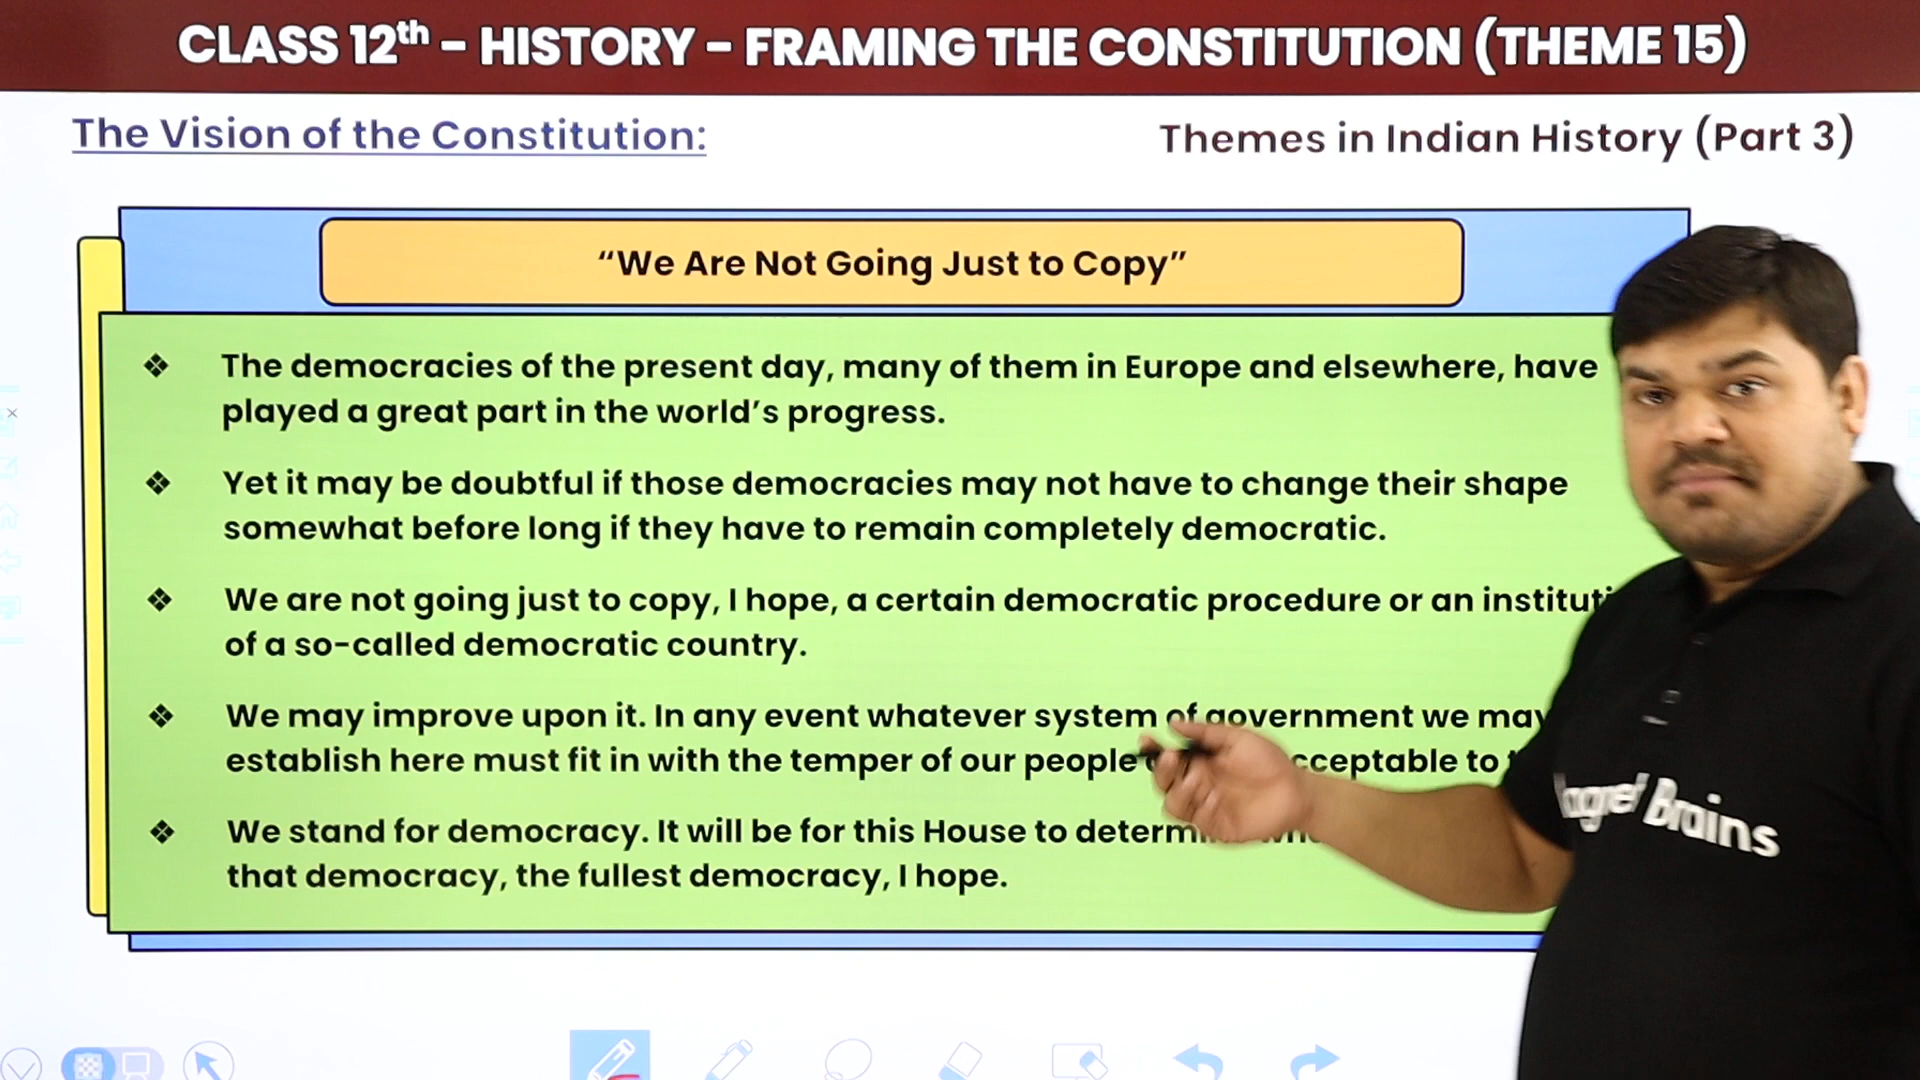 CLASS 12th – HISTORY – FRAMING THE CONSTITUTION (THEME 15)
The Vision of the Constitution:
Themes in Indian History (Part 3)
“We Are Not Going Just to Copy”
❖ The democracies of the present day, many of them in Europe and elsewhere, have
played a great part in the world’s progress.
❖ Yet it may be doubtful if those democracies may not have to change their shape
somewhat before long if they have to remain completely democratic.
❖ We are not going just to copy, I hope, a certain democratic procedure or an
of a so-called democratic country.
❖ We may improve upon it. In any event whatever system of government we may
establish here must fit in with the temper of our people to
❖ We stand for democracy. It will be for this House to
that democracy, the fullest democracy, I hope.
Brains